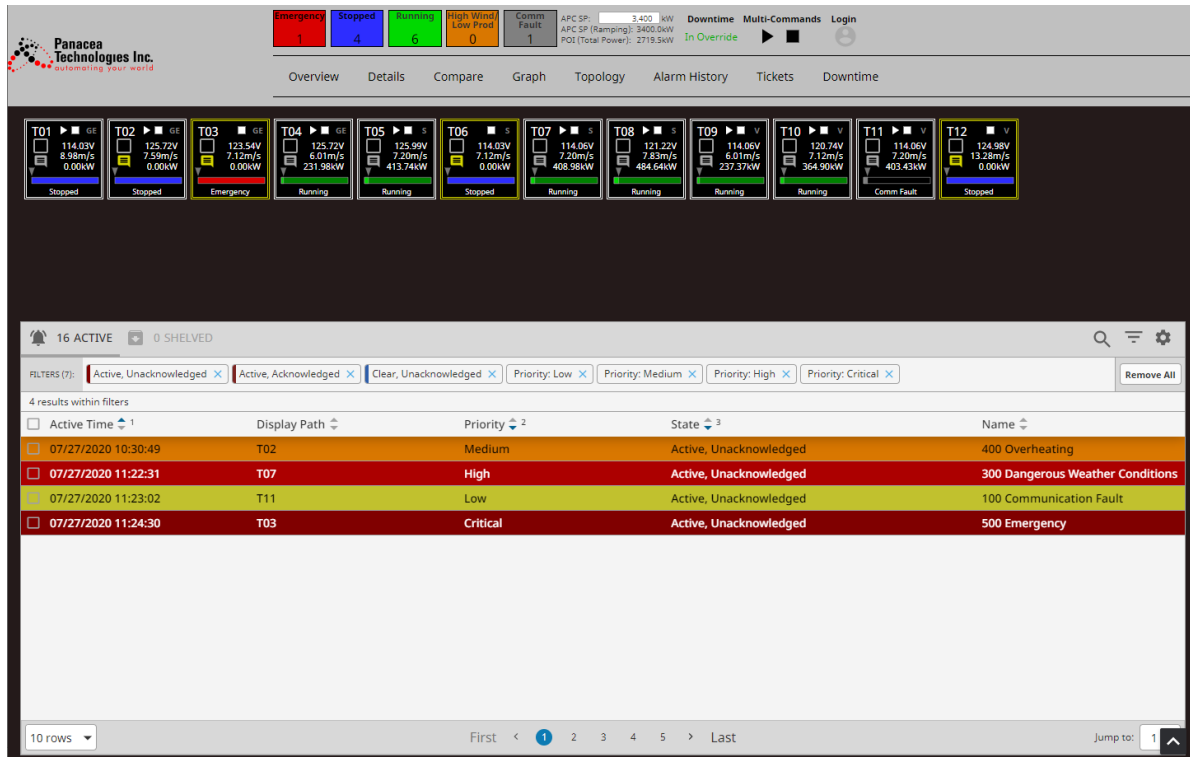 Panacea
Technologies Inc.
automating your world
Emergency
1
Stopped
4
Running
6
High Wind/
Low Prod
0
Comm
Fault
1
APC SP: 3,400 kW
APC SP (Ramping): 3400.0kW
POI (Total Power): 2719.5kW
Downtime
In Override
Multi-Commands
Login
Overview Details Compare Graph Topology Alarm History Tickets Downtime
T01 GE
114.03V
8.98m/s
0.00kW
Stopped
T02 GE
125.72V
7.59m/s
0.00kW
Stopped
T03 GE
123.54V
7.12m/s
0.00kW
Emergency
T04 GE
125.72V
6.01m/s
231.98kW
Running
T05 S
125.99V
7.20m/s
413.74kW
Running
T06 S
114.03V
7.12m/s
0.00kW
Stopped
T07 S
114.06V
7.20m/s
408.98kW
Running
T08 S
121.22V
7.83m/s
484.64kW
Running
T09 V
114.06V
6.01m/s
237.37kW
Running
T10 V
120.74V
7.12m/s
364.90kW
Running
T11 V
114.06V
7.20m/s
403.43kW
Comm Fault
T12 V
124.98V
13.28m/s
0.00kW
Stopped
16 ACTIVE 0 SHELVED
FILTERS (7): Active, Unacknowledged Active, Acknowledged Clear, Unacknowledged Priority: Low Priority: Medium Priority: High Priority: Critical Remove All
4 results within filters
Active Time 1 Display Path Priority 2 State 3 Name
07/27/2020 10:30:49 T02 Medium Active, Unacknowledged 400 Overheating
07/27/2020 11:22:31 T07 High Active, Unacknowledged 300 Dangerous Weather Conditions
07/27/2020 11:23:02 T11 Low Active, Unacknowledged 100 Communication Fault
07/27/2020 11:24:30 T03 Critical Active, Unacknowledged 500 Emergency
10 rows First 1 2 3 4 5 Last Jump to: 1